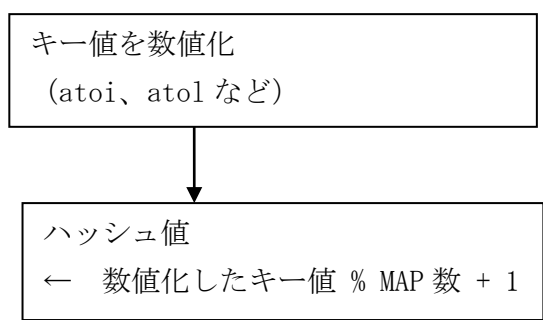 キー値を数値化
（atoi、atol など）
ハッシュ値
←　数値化したキー値 % MAP 数 + 1